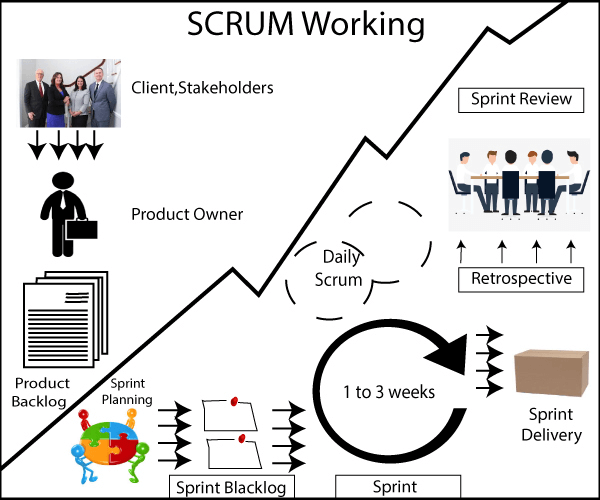 SCRUM Working
Client,Stakeholders
Product Owner
Product
Backlog
Sprint
Planning
Sprint Blacklog
Daily
Scrum
1 to 3 weeks
Sprint
Sprint Review
Retrospective
Sprint
Delivery